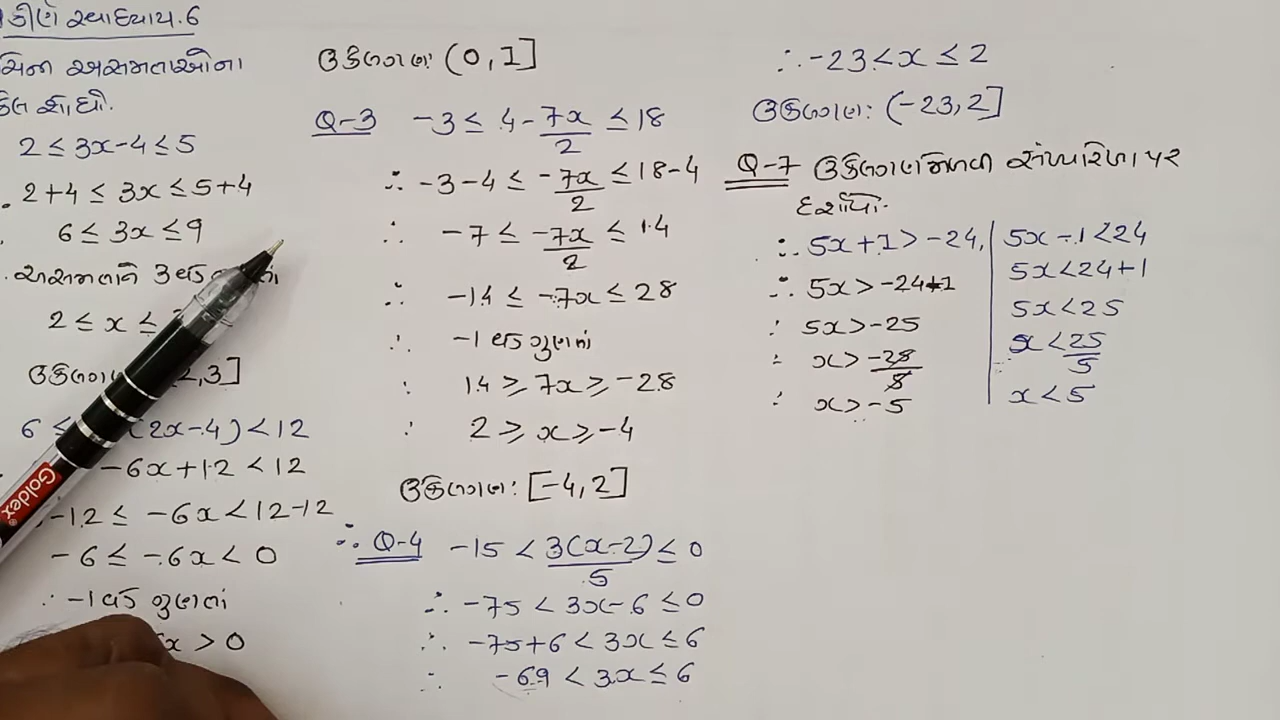 સ્વાધ્યાય.6
અસમતાઓના
શોધો.
2 ≤ 3x-4 ≤ 5
2+4 ≤ 3x ≤ 5+4
6 ≤ 3x ≤ 9
અસમતાને 3 વડે
2 ≤ x ≤
ઉકેલગણ ,3]
6 ≤ (2x-4) < 12
-6x+12 < 12
-12 ≤ -6x < 12-12
-6 ≤ -6x < 0
∴ -1 વડે ગુણતાં
x > 0
Goldex
ઉકેલગણ: (0,1]
Q-3 -3 ≤ 4 - 7x/2 ≤ 18
∴ -3-4 ≤ -7x/2 ≤ 18-4
∴ -7 ≤ -7x/2 ≤ 14
∴ -14 ≤ -7x ≤ 28
∴ -1 વડે ગુણતાં
∴ 14 ≥ 7x ≥ -28
∴ 2 ≥ x ≥ -4
ઉકેલગણ: [-4,2]
∴ Q-4 -15 < 3(x-2)/5 ≤ 0
∴ -75 < 3x-6 ≤ 0
∴ -75+6 < 3x ≤ 6
∴ -69 < 3x ≤ 6
∴ -23 < x ≤ 2
ઉકેલગણ: (-23,2]
Q-7 ઉકેલગણ મેળવી સંખ્યારેખા પર
દર્શાવો.
∴ 5x+1 > -24,
∴ 5x > -24-1
∴ 5x > -25
∴ x > -25/5
∴ x > -5
5x-1 < 24
5x < 24+1
5x < 25
x < 25/5
x < 5